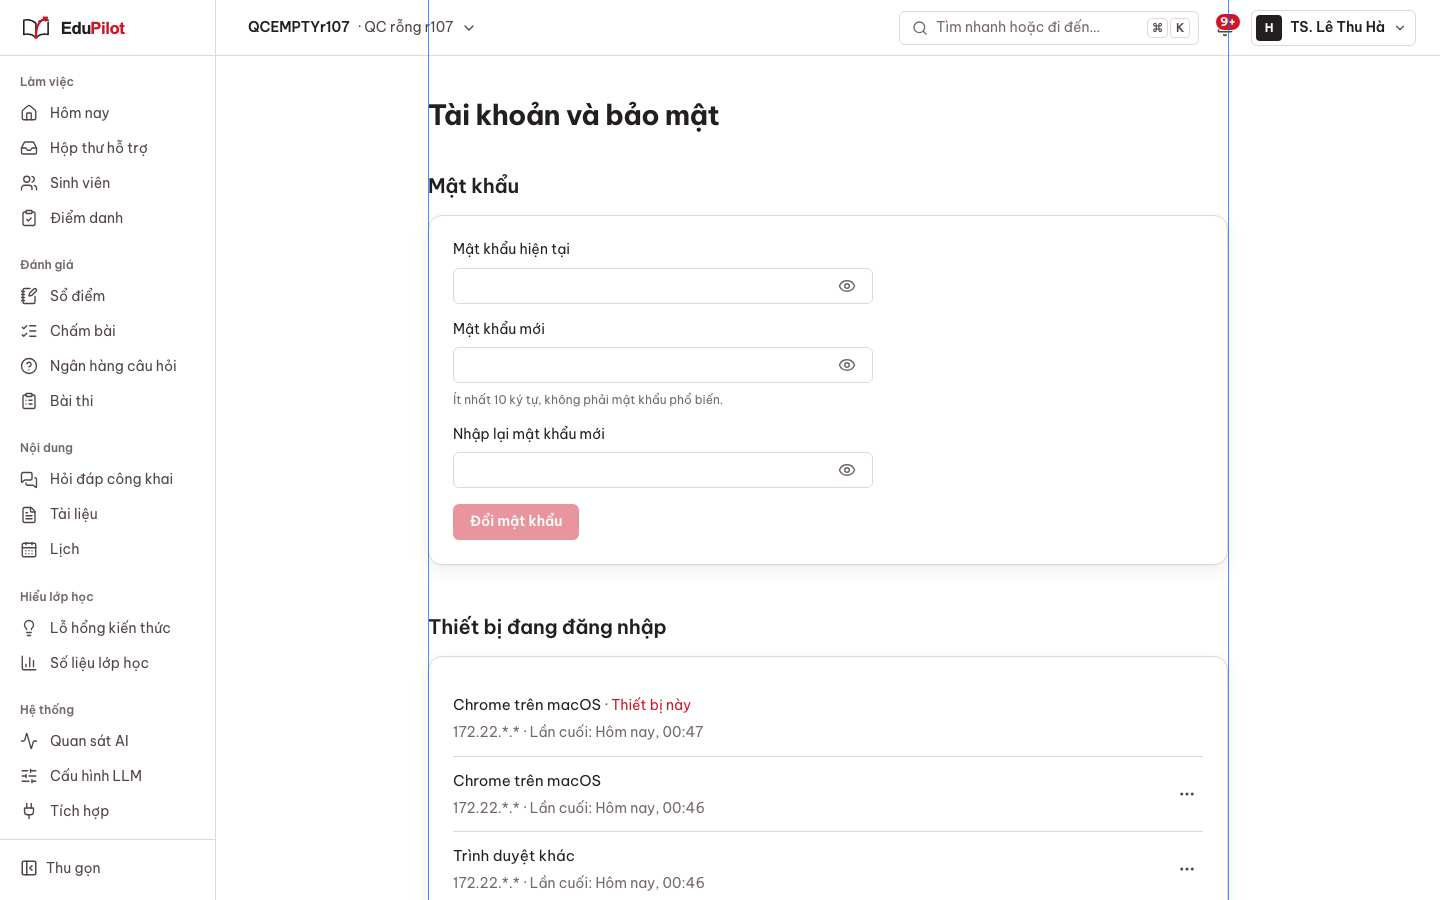 EduPilot
QCEMPTYr107 · QC rỗng r107
Tìm nhanh hoặc đi đến... ⌘ K
9+
H TS. Lê Thu Hà
Làm việc
Hôm nay
Hộp thư hỗ trợ
Sinh viên
Điểm danh
Đánh giá
Sổ điểm
Chấm bài
Ngân hàng câu hỏi
Bài thi
Nội dung
Hỏi đáp công khai
Tài liệu
Lịch
Hiểu lớp học
Lỗ hổng kiến thức
Số liệu lớp học
Hệ thống
Quan sát AI
Cấu hình LLM
Tích hợp
Thu gọn
Tài khoản và bảo mật
Mật khẩu
Mật khẩu hiện tại
Mật khẩu mới
Ít nhất 10 ký tự, không phải mật khẩu phổ biến.
Nhập lại mật khẩu mới
Đổi mật khẩu
Thiết bị đang đăng nhập
Chrome trên macOS · Thiết bị này
172.22.*.* · Lần cuối: Hôm nay, 00:47
Chrome trên macOS
172.22.*.* · Lần cuối: Hôm nay, 00:46
Trình duyệt khác
172.22.*.* · Lần cuối: Hôm nay, 00:46